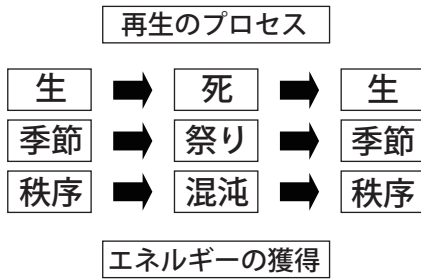 再生のプロセス
生 死 生
季節 祭り 季節
秩序 混沌 秩序
エネルギーの獲得